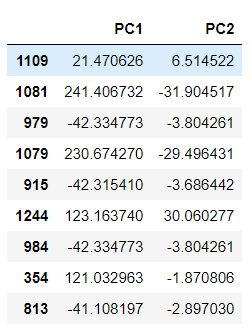 PC1 PC2
1109 21.470626 6.514522
1081 241.406732 -31.904517
979 -42.334773 -3.804261
1079 230.674270 -29.496431
915 -42.315410 -3.686442
1244 123.163740 30.060277
984 -42.334773 -3.804261
354 121.032963 -1.870806
813 -41.108197 -2.897030